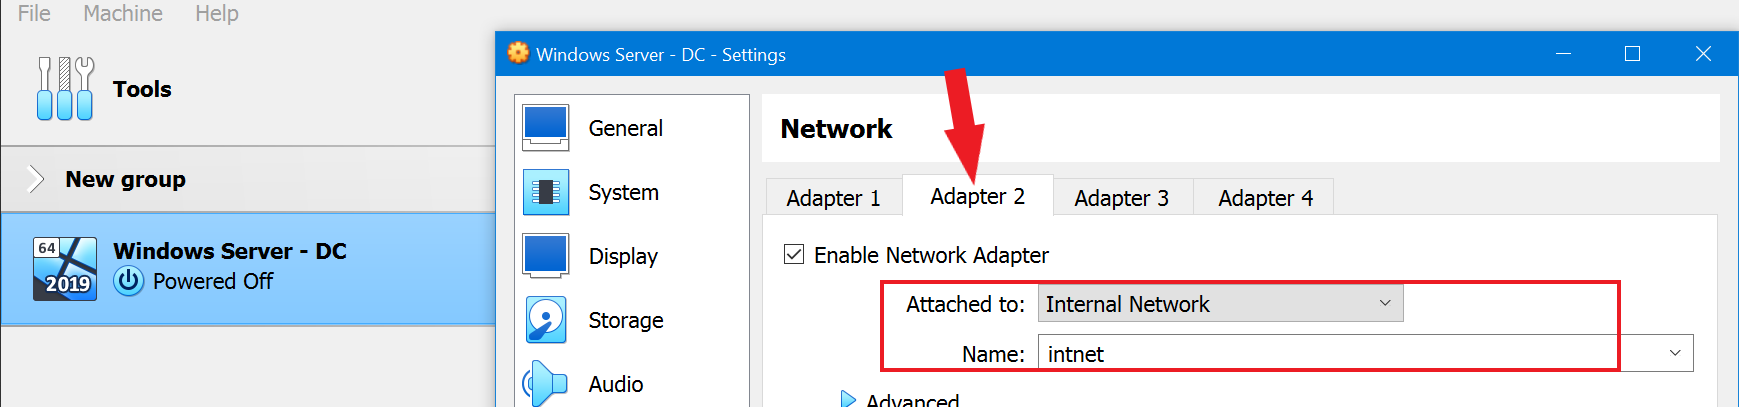 File Machine Help
Tools
New group
64
2019
Windows Server - DC
Powered Off
Windows Server - DC - Settings
General
System
Display
Storage
Audio
Network
Adapter 1 Adapter 2 Adapter 3 Adapter 4
Enable Network Adapter
Attached to: Internal Network
Name: intnet
Advanced